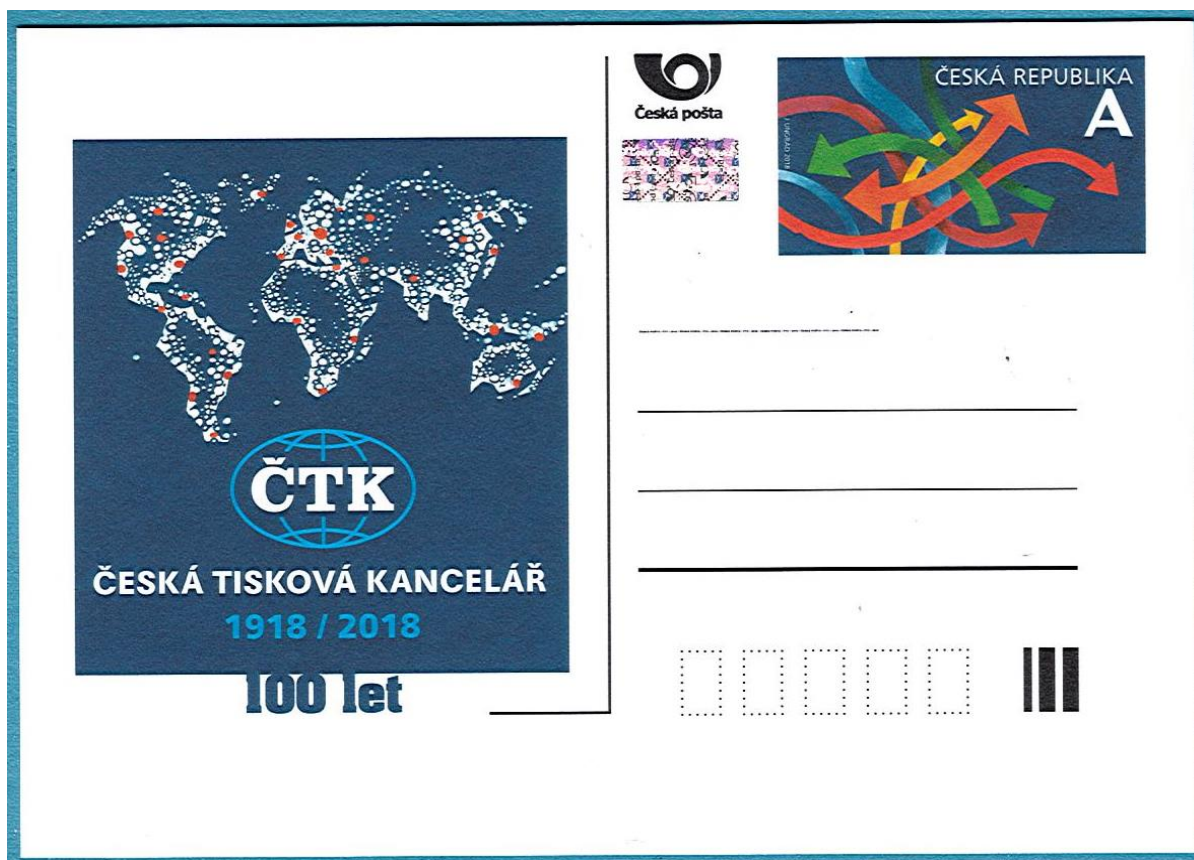 ČTK
ČESKÁ TISKOVÁ KANCELÁŘ
1918 / 2018
100 let
Česká pošta
ČESKÁ REPUBLIKA
A